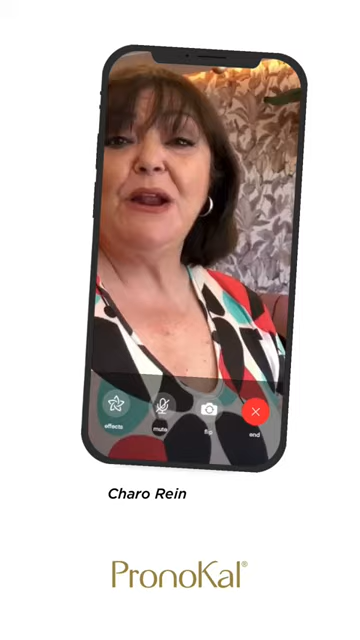 effects
mute
flip
end
Charo Rein
PronoKal®